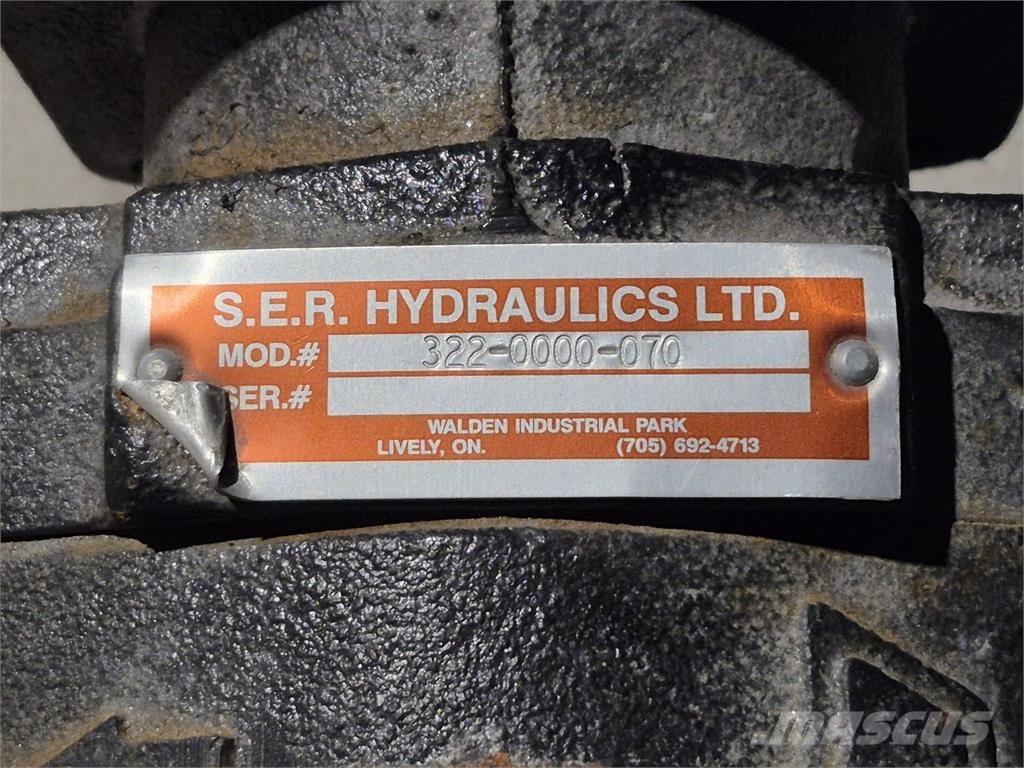 S.E.R. HYDRAULICS LTD.
MOD.# 322-0000-070
SER.#
WALDEN INDUSTRIAL PARK
LIVELY, ON. (705) 692-4713
mascus